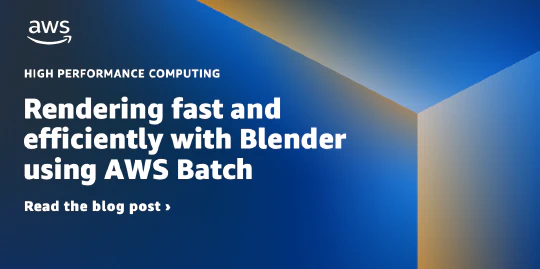 aws
HIGH PERFORMANCE COMPUTING
Rendering fast and
efficiently with Blender
using AWS Batch
Read the blog post ›